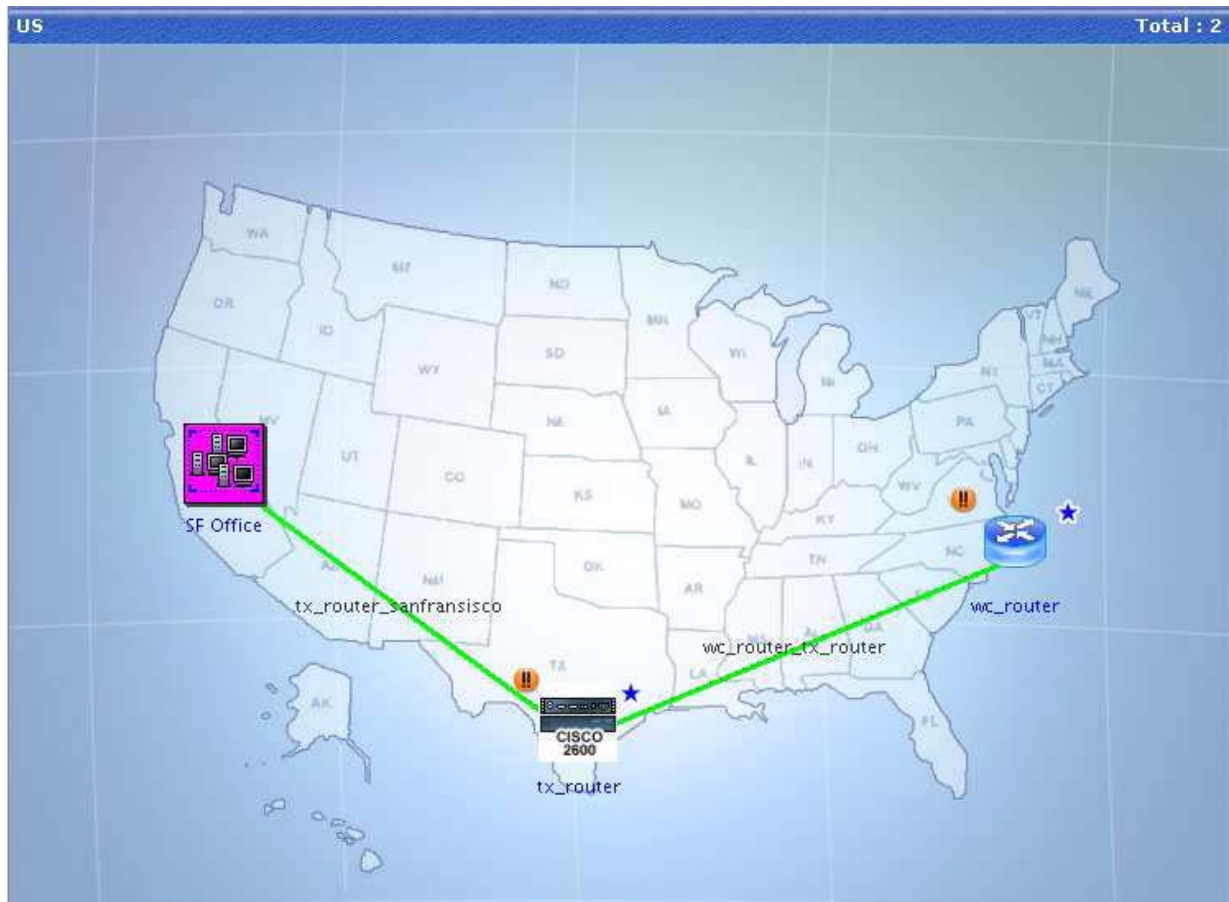 US
Total : 2
WA
MT
ND
MN
OR
ID
SD
WI
MI
WY
NY
VT
NH
ME
MA
CT
IA
NE
PA
NV
UT
CO
IL
IN
OH
KS
MO
WV
SF Office
KY
NC
TN
OK
AR
tx_router_sanfransisco
wc_router
GA
wc_router_tx_router
TX
LA
AK
FL
CISCO
2600
tx_router